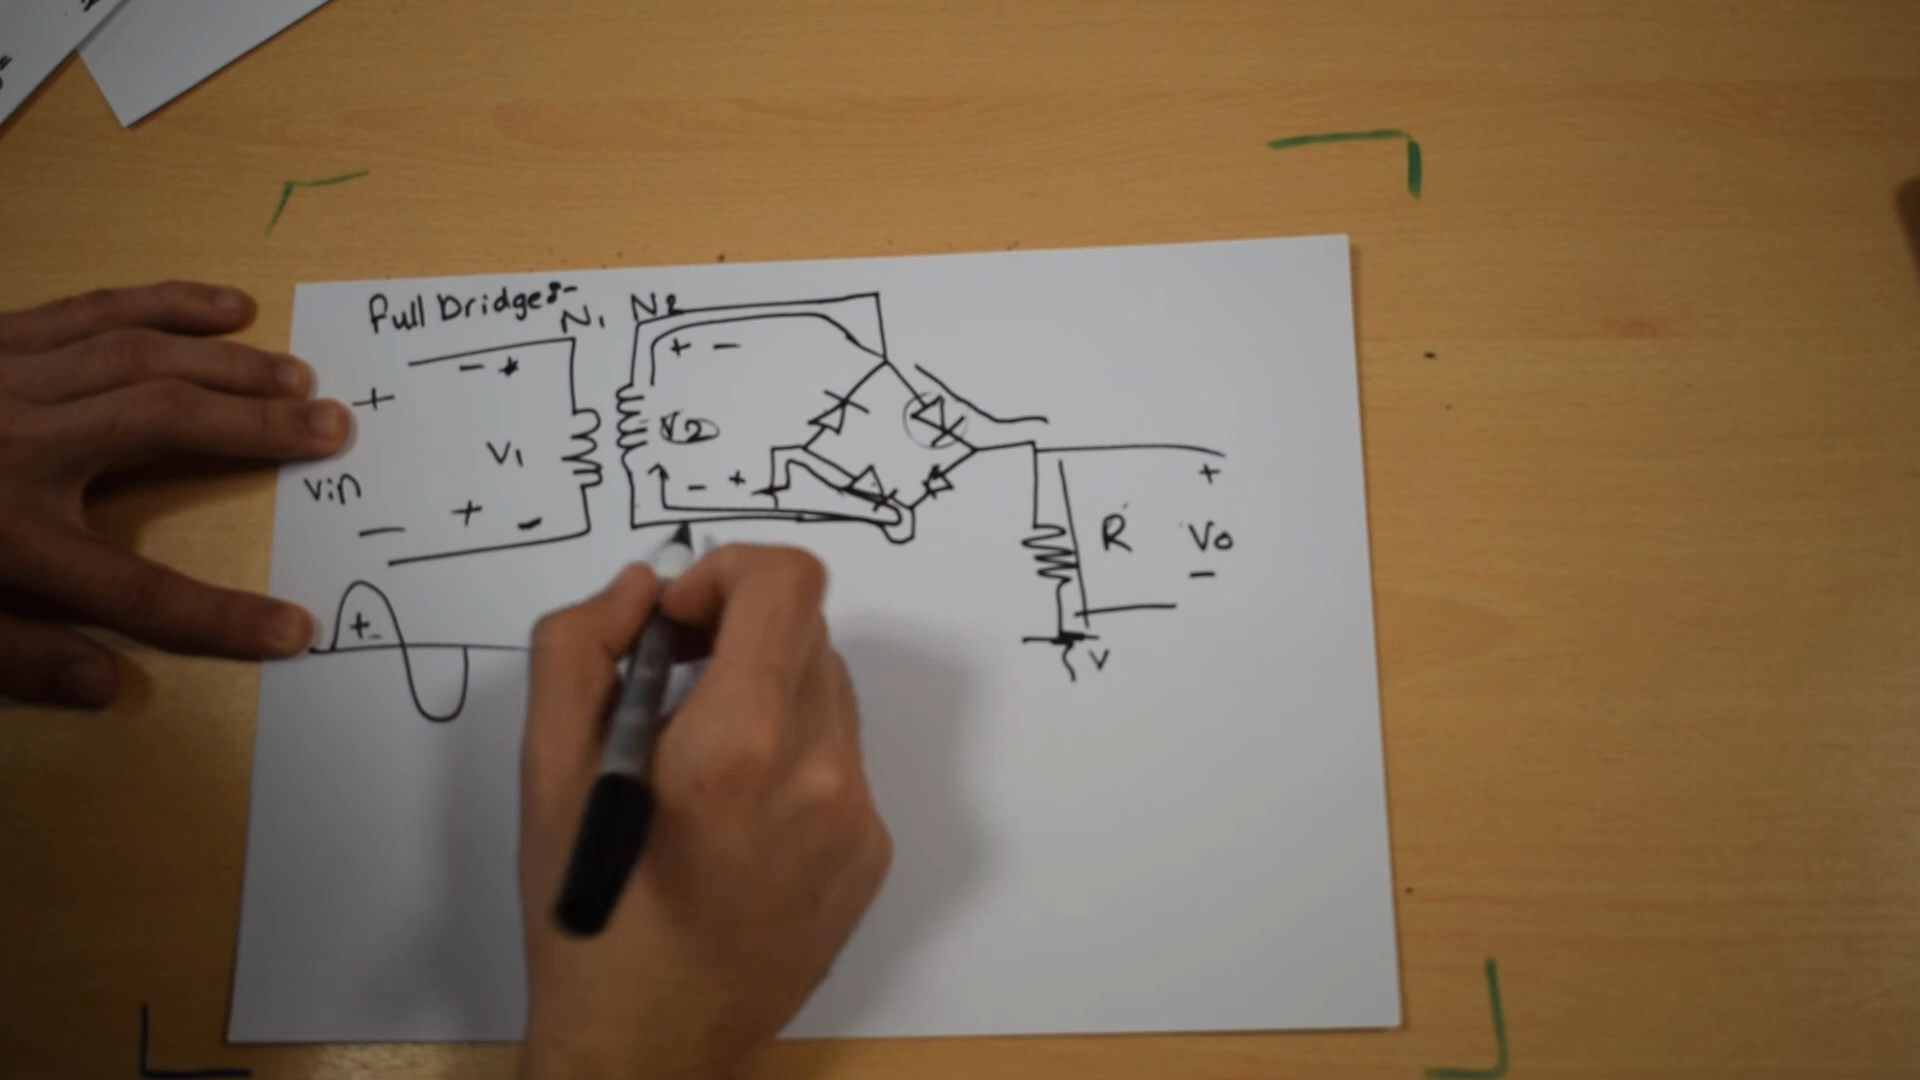 full bridge:-
N1 N2
+ - + + -
Vin V1 V2
- + - - +
R + Vo -
+ -
V